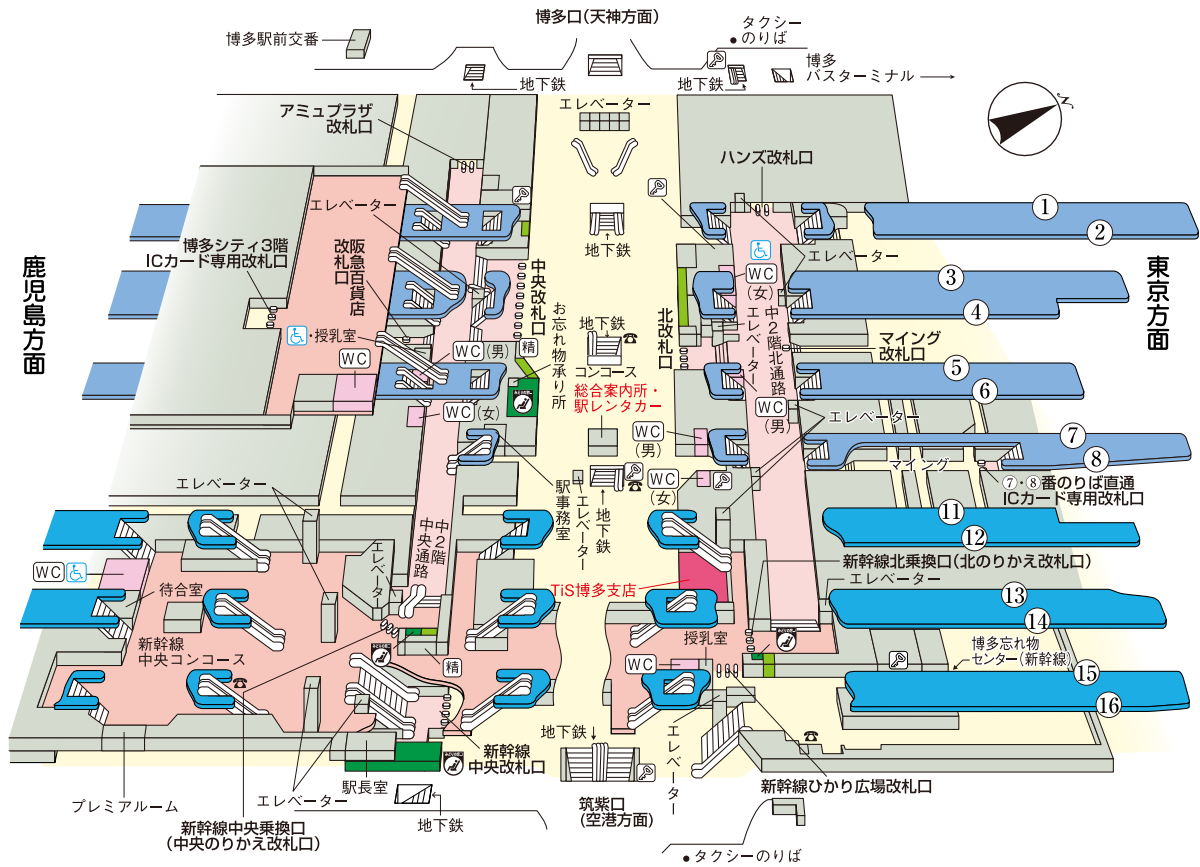 博多口(天神方面)
博多駅前交番
タクシー
のりば
博多
バスターミナル
地下鉄
地下鉄
N
エレベーター
アミュプラザ
改札口
ハンズ改札口
エレベーター
地下鉄
①
②
博多シティ3階
ICカード専用改札口
阪急百貨店
改札口
中央改札口
エレベーター
鹿児島方面
東京方面
WC
(女)
③
④
お忘れ物承り所
地下鉄
北改札口
エレベーター
中2階北通路
・授乳室
WC
WC
(男)
精
コンコース
マイング
改札口
総合案内所・
駅レンタカー
⑤
⑥
WC
(女)
WC
(男)
エレベーター
WC
(男)
⑦
⑧
マイング
⑦・⑧番のりば直通
ICカード専用改札口
エレベーター
駅事務室
エレベーター
地下鉄
WC
(女)
⑪
⑫
中2階
中央通路
エレベーター
新幹線北乗換口(北のりかえ改札口)
エレベーター
WC
待合室
TiS博多支店
⑬
⑭
新幹線
中央コンコース
授乳室
WC
精
博多忘れ物
センター(新幹線)
⑮
⑯
地下鉄
エレベーター
新幹線
中央改札口
新幹線ひかり広場改札口
プレミアルーム
エレベーター
駅長室
地下鉄
筑紫口
(空港方面)
新幹線中央乗換口
(中央のりかえ改札口)
タクシーのりば